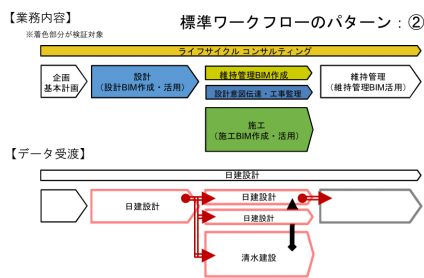 【業務内容】
標準ワークフローのパターン：②
※着色部分が検証対象
ライフサイクル コンサルティング
企画
基本計画
設計
（設計BIM作成・活用）
維持管理BIM作成
設計意図伝達・工事監理
維持管理
（維持管理BIM活用）
施工
（施工BIM作成・活用）
【データ受渡】
日建設計
日建設計
日建設計
日建設計
清水建設